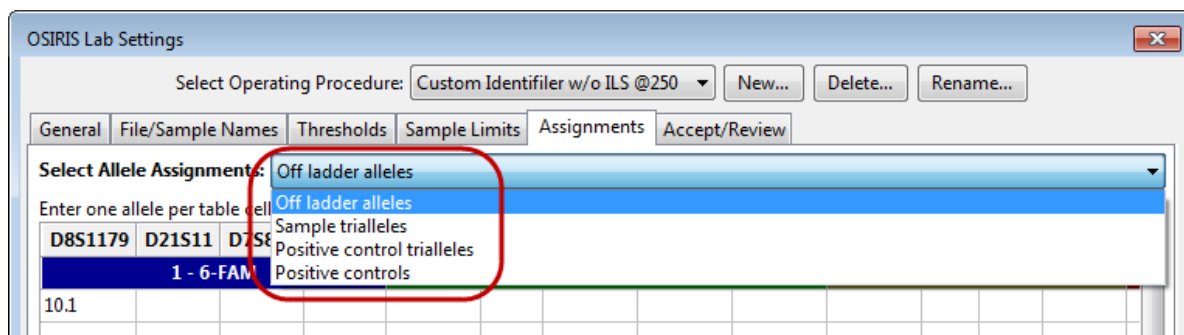 OSIRIS Lab Settings
Select Operating Procedure: Custom Identifiler w/o ILS @250 New... Delete... Rename...
General File/Sample Names Thresholds Sample Limits Assignments Accept/Review
Select Allele Assignments: Off ladder alleles
Off ladder alleles
Enter one allele per table cell
Sample trialleles
D8S1179 D21S11
Positive control trialleles
1 - 6-FAM
Positive controls
10.1